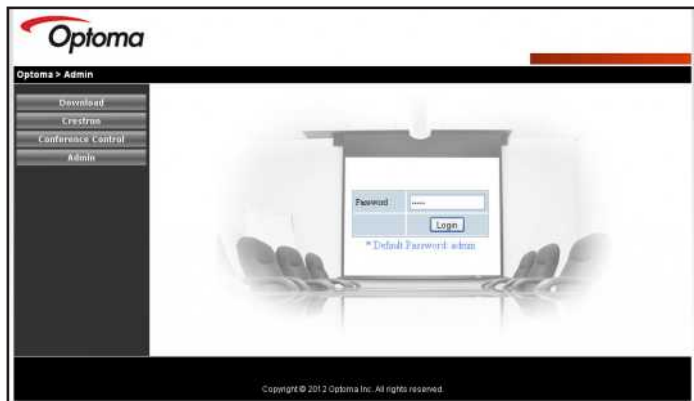 Optoma
Optoma > Admin
Download
Crestron
Conference Control
Admin
Password
Login
* Default Password: admin
Copyright © 2012 Optoma Inc. All rights reserved.